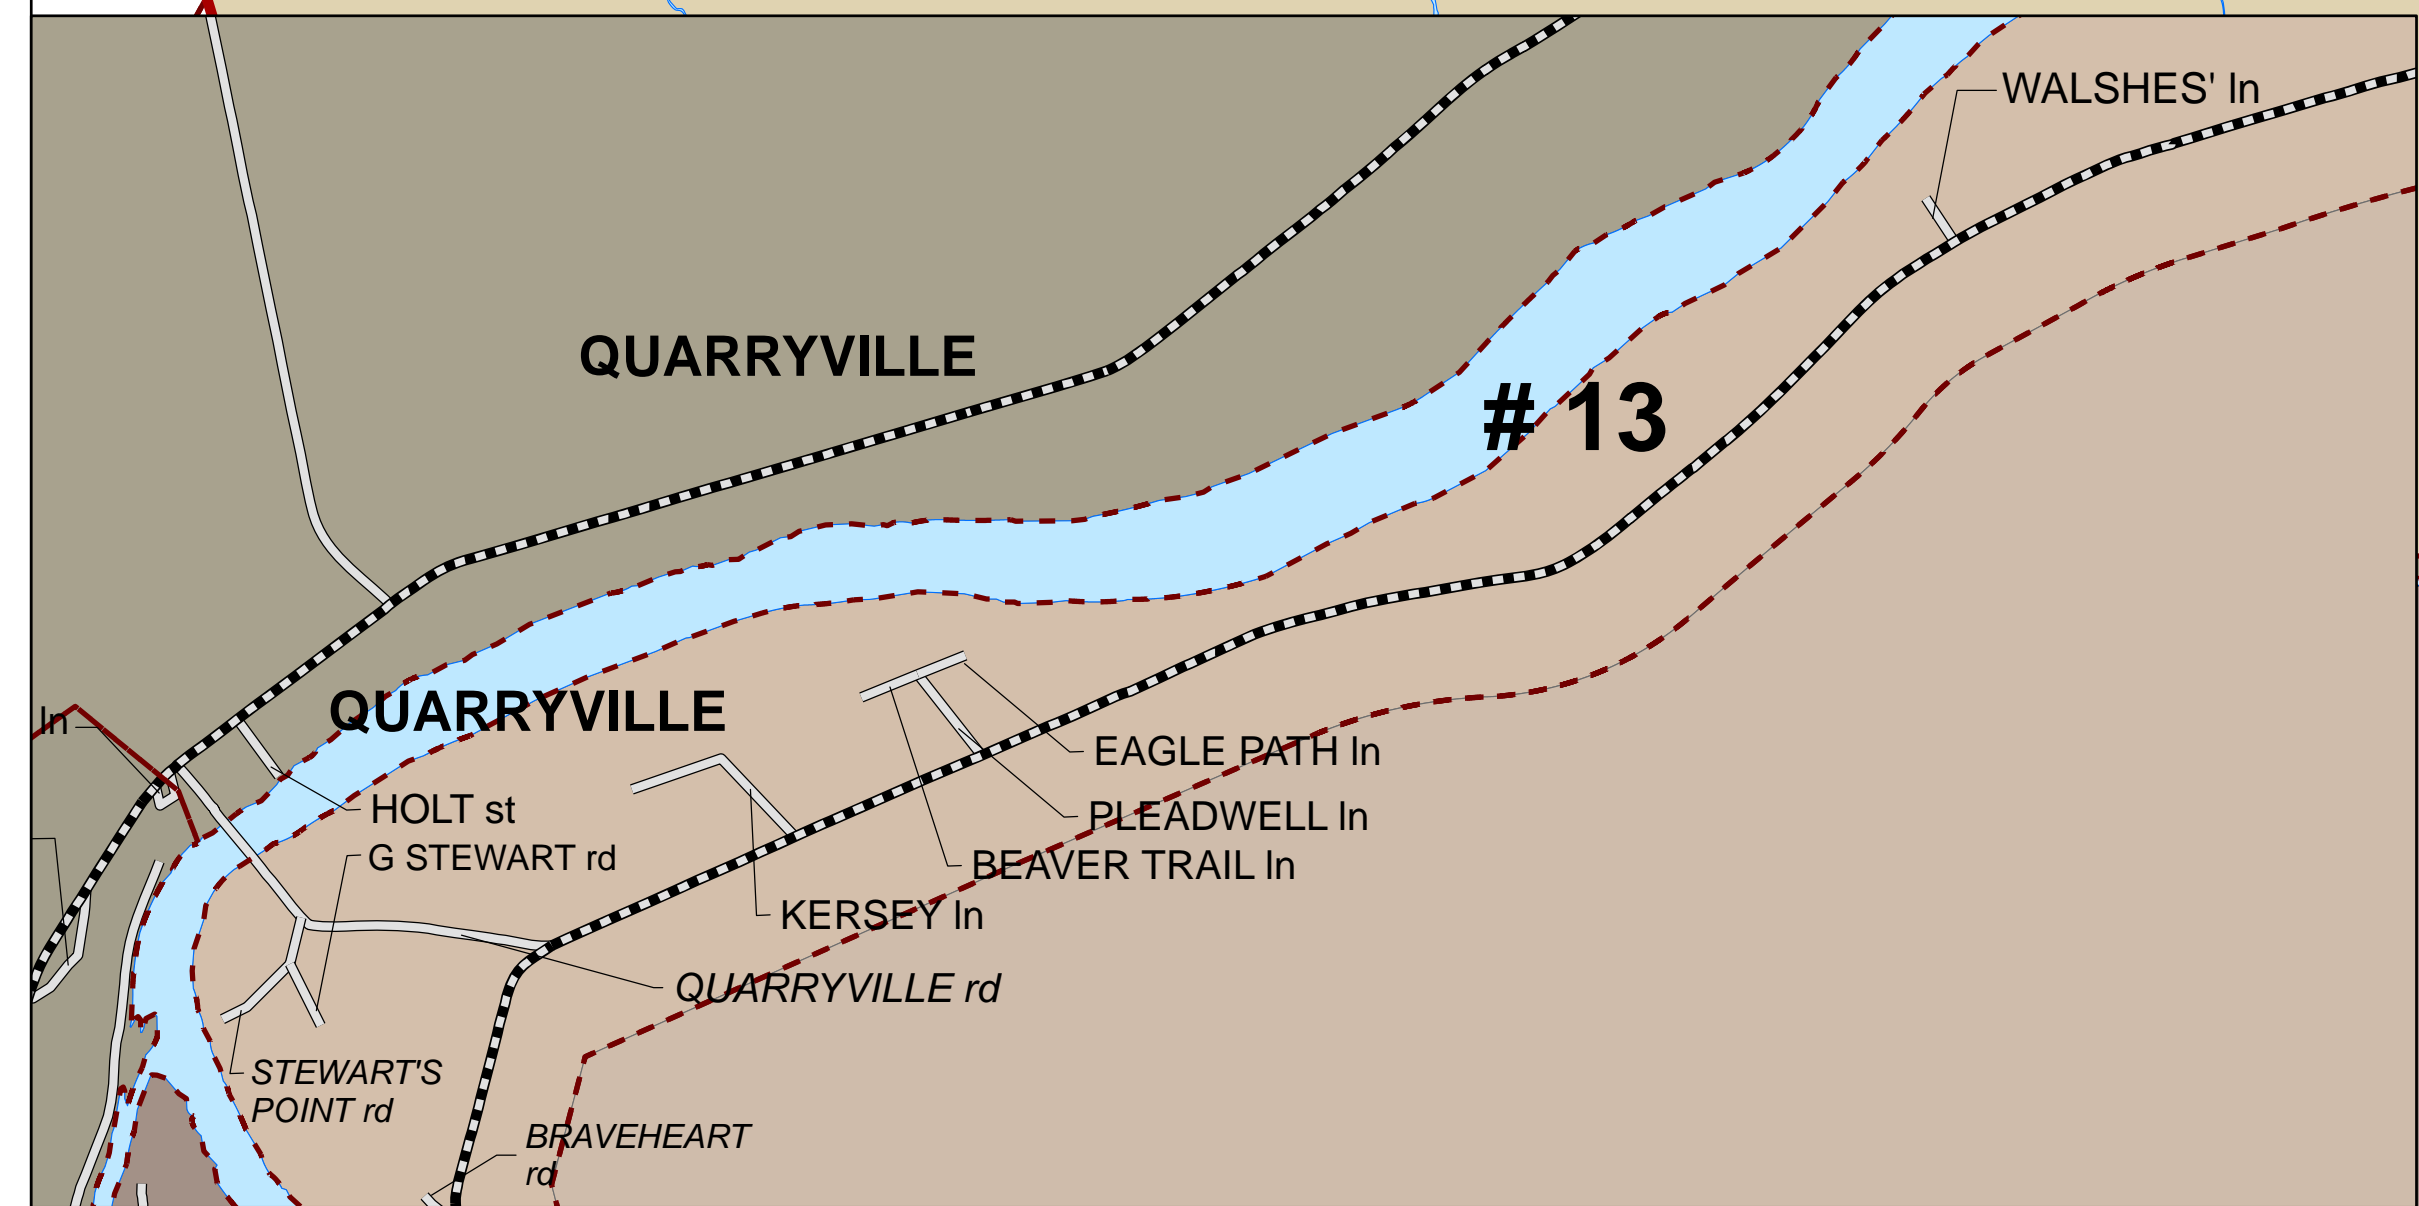 WALSHES' ln
QUARRYVILLE
# 13
QUARRYVILLE
ln
EAGLE PATH ln
HOLT st
PLEADWELL ln
G STEWART rd
BEAVER TRAIL ln
KERSEY ln
QUARRYVILLE rd
STEWART'S
POINT rd
BRAVEHEART
rd